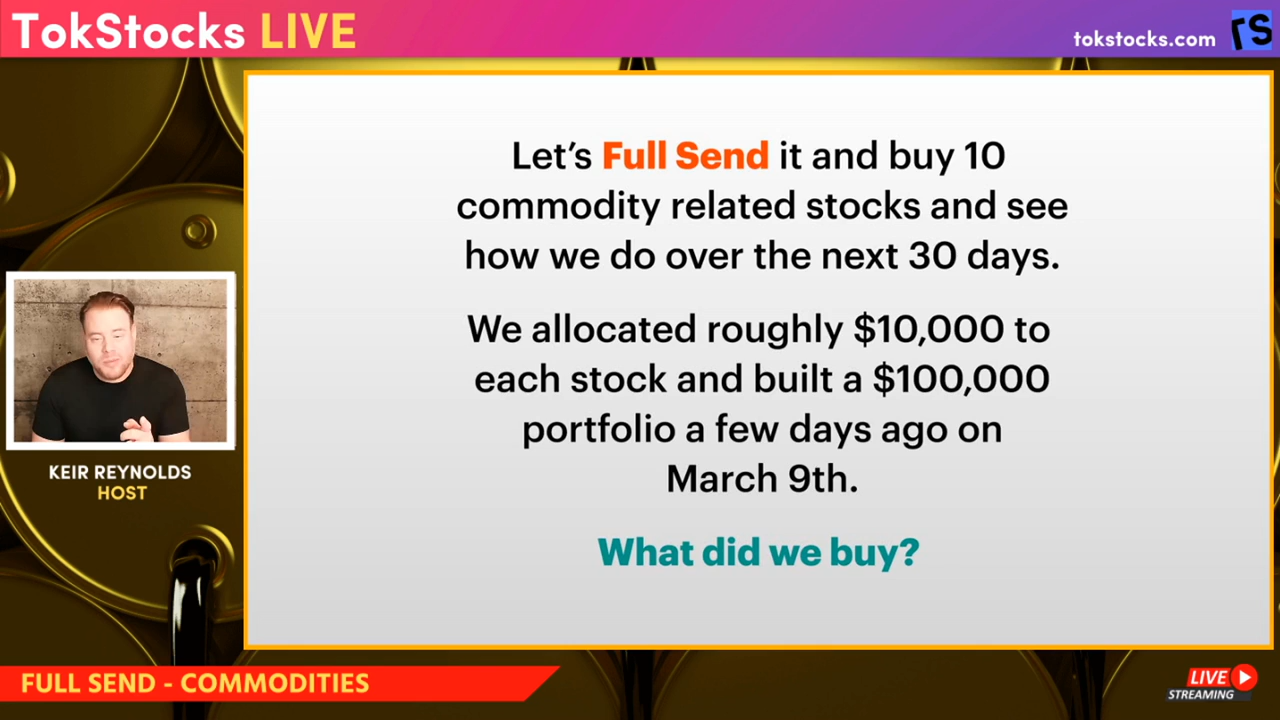 TokStocks LIVE
tokstocks.com
TS
Let's Full Send it and buy 10
commodity related stocks and see
how we do over the next 30 days.
We allocated roughly $10,000 to
each stock and built a $100,000
portfolio a few days ago on
March 9th.
What did we buy?
KEIR REYNOLDS
HOST
FULL SEND - COMMODITIES
LIVE
STREAMING